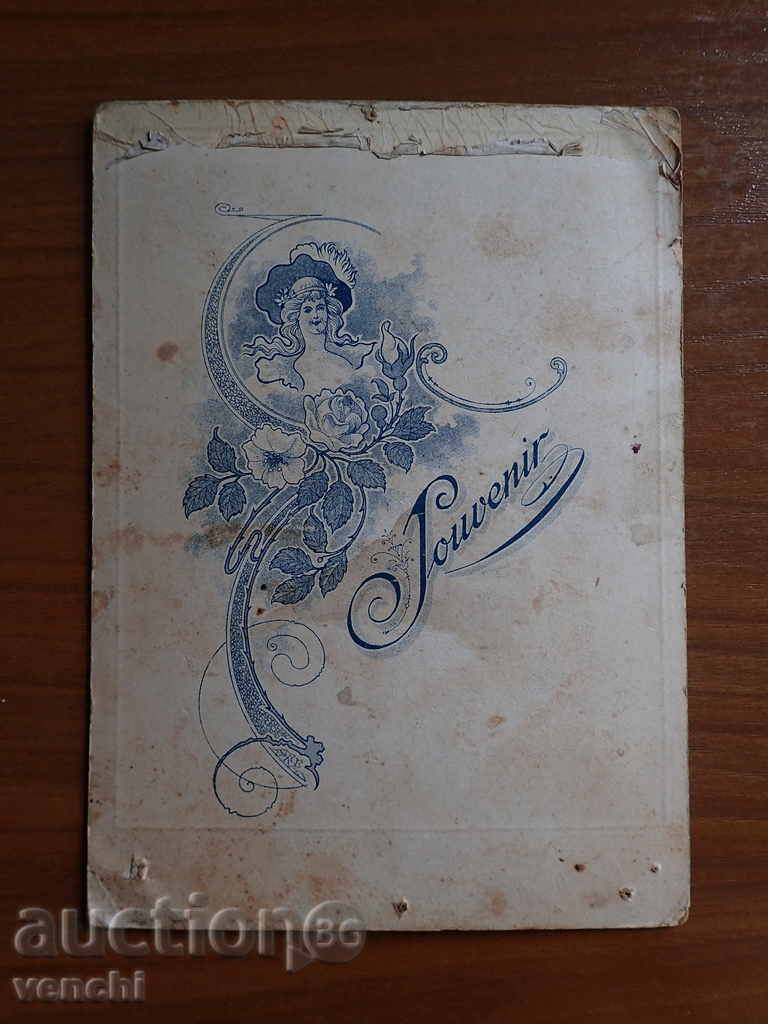 Souvenir
auction BG
venchi